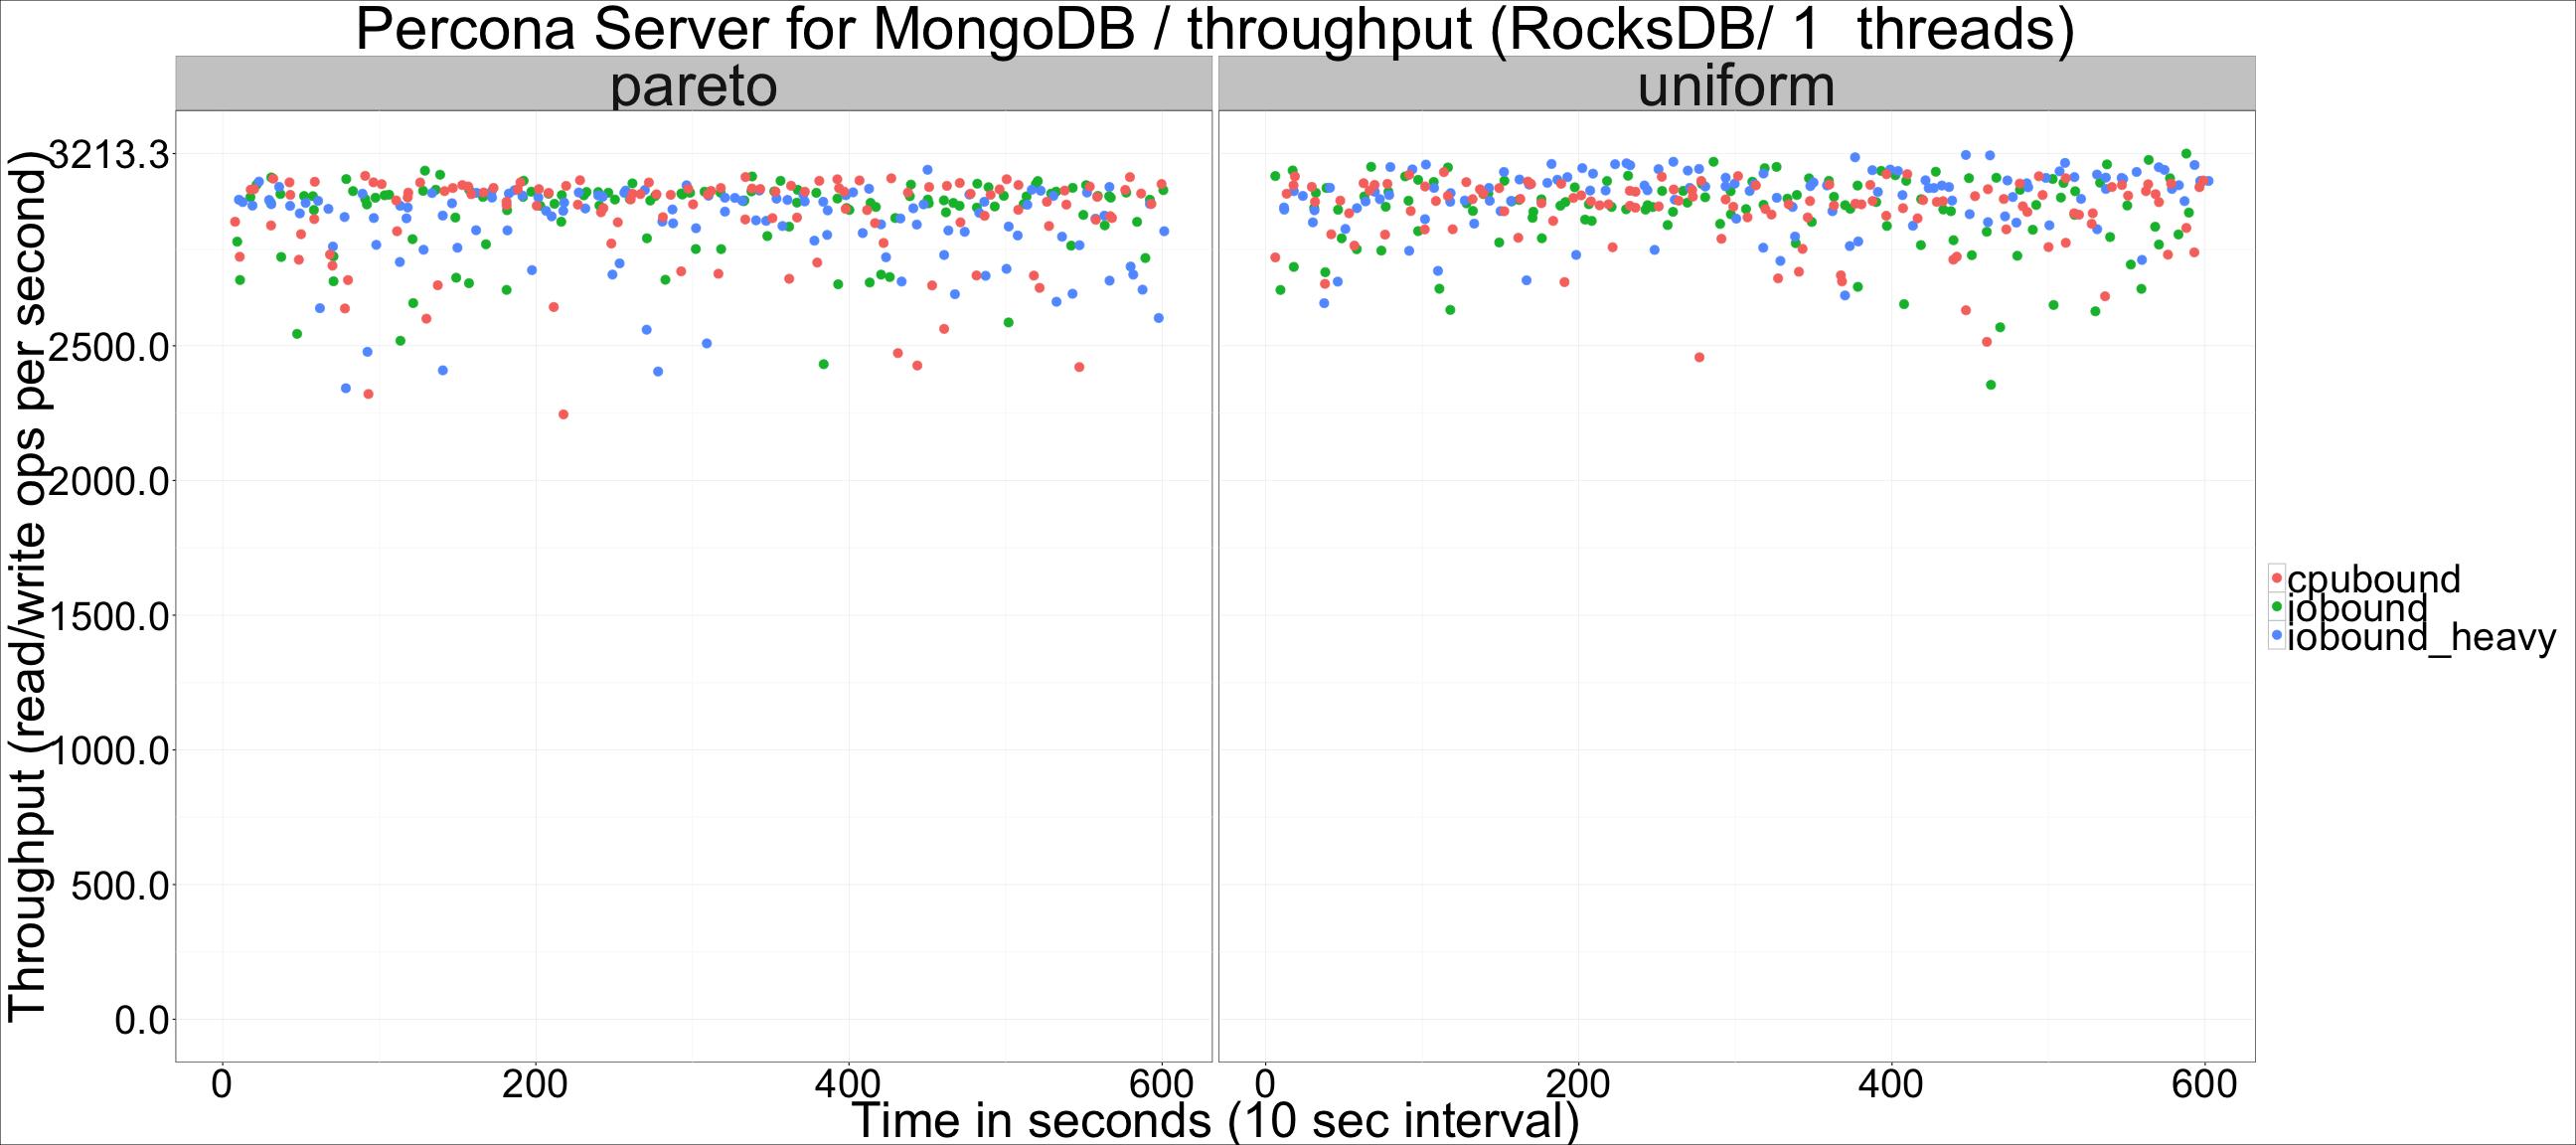 Percona Server for MongoDB / throughput (RocksDB/ 1  threads)
pareto
uniform
Throughput (read/write ops per second)
3213.3
2500.0
2000.0
1500.0
1000.0
500.0
0.0
0 200 400 600
0 200 400 600
Time in seconds (10 sec interval)
cpubound
iobound
iobound_heavy